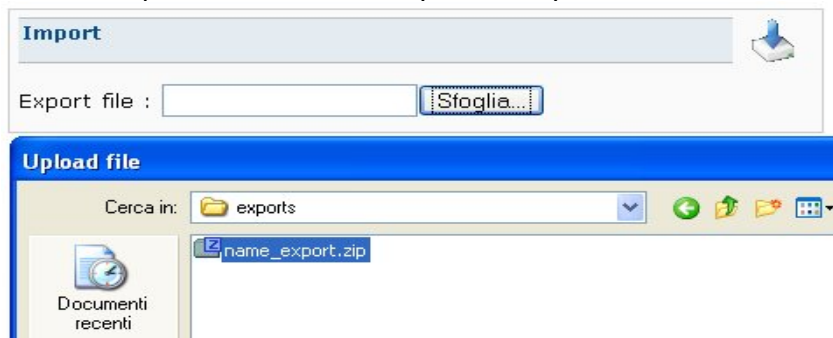 Import
Export file :
Sfoglia...
Upload file
Cerca in:
exports
name_export.zip
Documenti
recenti